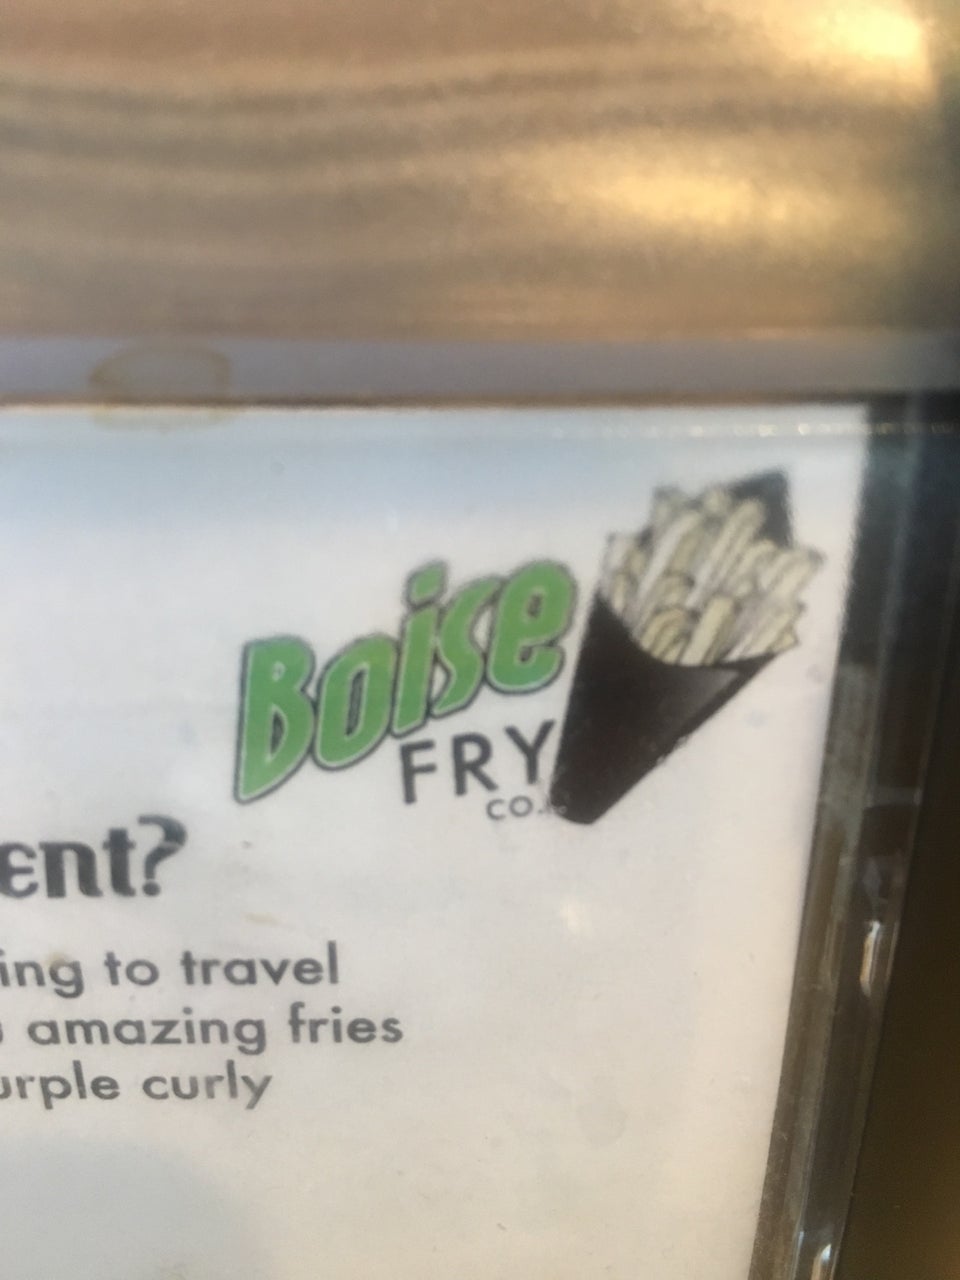 Boise
FRY
CO.
ent?
ing to travel
amazing fries
urple curly